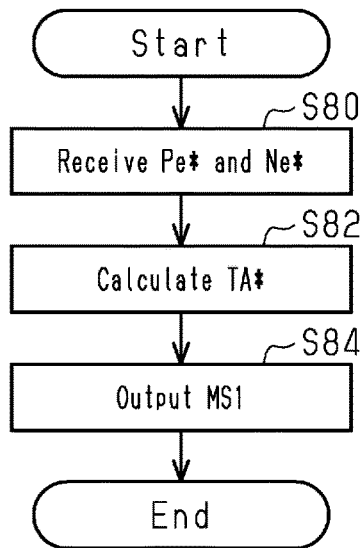 Start
S80
Receive Pe* and Ne*
S82
Calculate TA*
S84
Output MS1
End